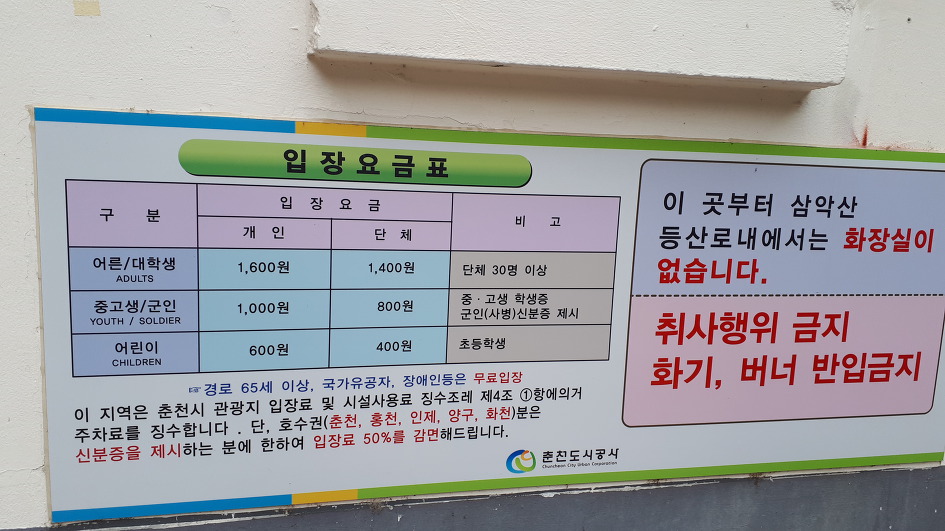 입장요금표
구 분
입 장 요 금
비 고
개 인
단 체
어른/대학생
ADULTS
1,600원
1,400원
단체 30명 이상
중고생/군인
YOUTH / SOLDIER
1,000원
800원
중 · 고생 학생증
군인(사병)신분증 제시
어린이
CHILDREN
600원
400원
초등학생
☞경로 65세 이상, 국가유공자, 장애인등은 무료입장
이 지역은 춘천시 관광지 입장료 및 시설사용료 징수조례 제4조 ①항에의거
주차료를 징수합니다 . 단, 호수권(춘천, 홍천, 인제, 양구, 화천)분은
신분증을 제시하는 분에 한하여 입장료 50%를 감면해드립니다.
춘천도시공사
Chuncheon City Urban Corporation
이 곳부터 삼악산
등산로내에서는 화장실이
없습니다.
취사행위 금지
화기, 버너 반입금지